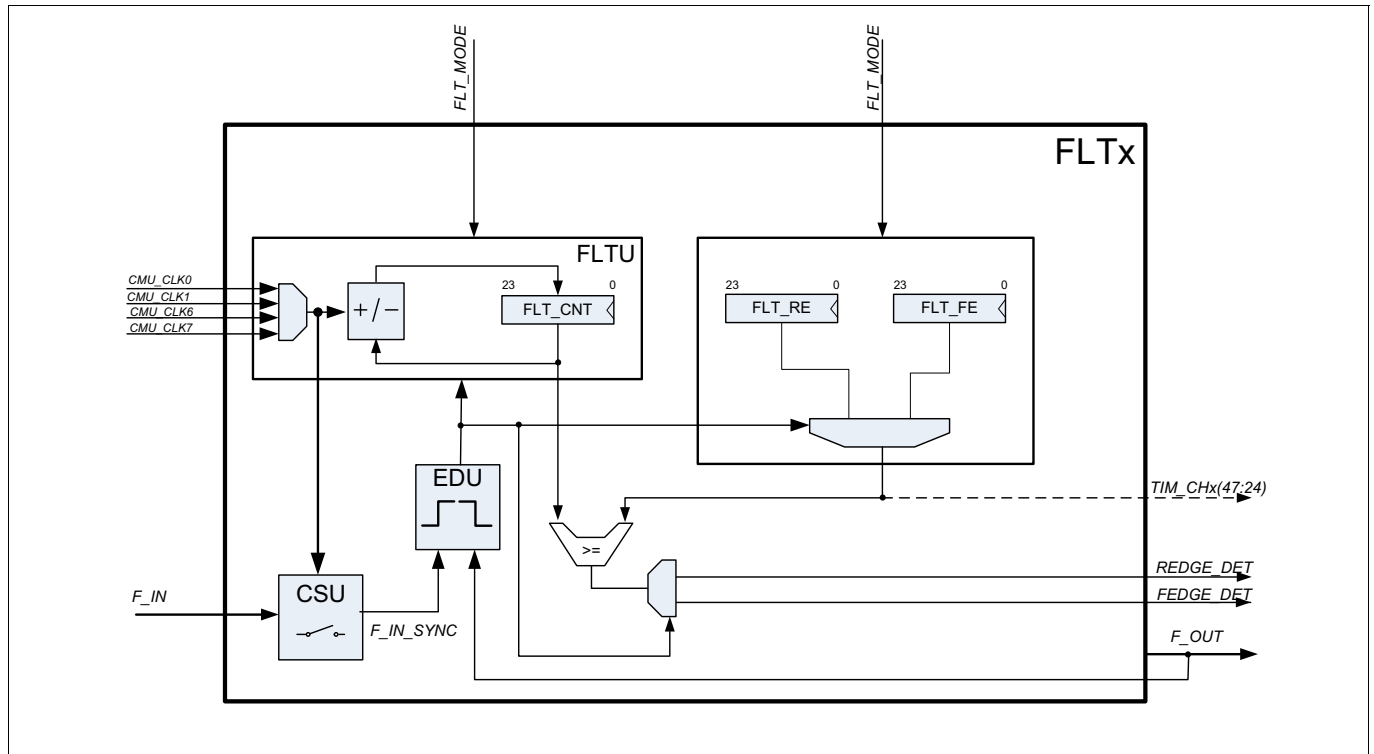 FLT_MODE
FLT_MODE
FLTx
FLTU
CMU_CLK0
CMU_CLK1
CMU_CLK6
CMU_CLK7
+/−
23 0
FLT_CNT
23 0
FLT_RE
23 0
FLT_FE
EDU
TIM_CHx(47:24)
>=
REDGE_DET
FEDGE_DET
F_IN
CSU
F_IN_SYNC
F_OUT